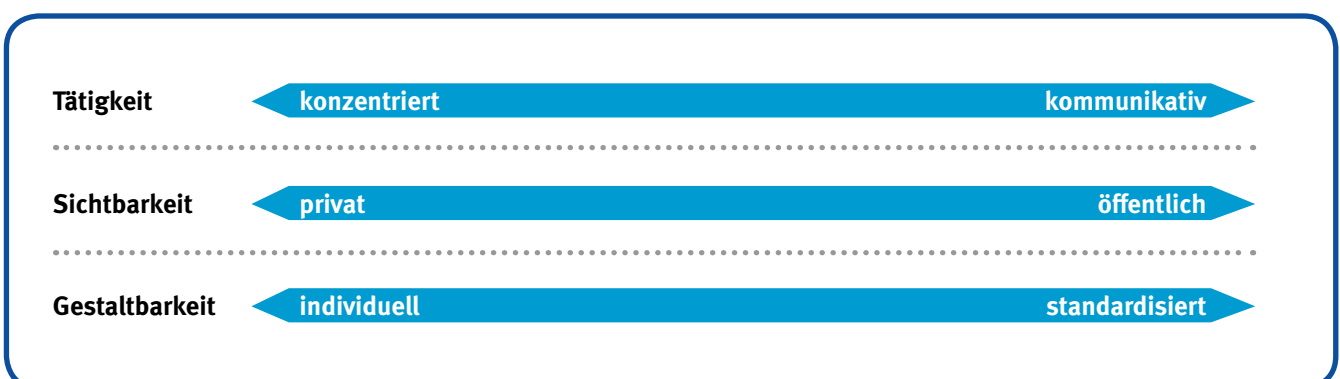 Tätigkeit konzentriert kommunikativ
Sichtbarkeit privat öffentlich
Gestaltbarkeit individuell standardisiert